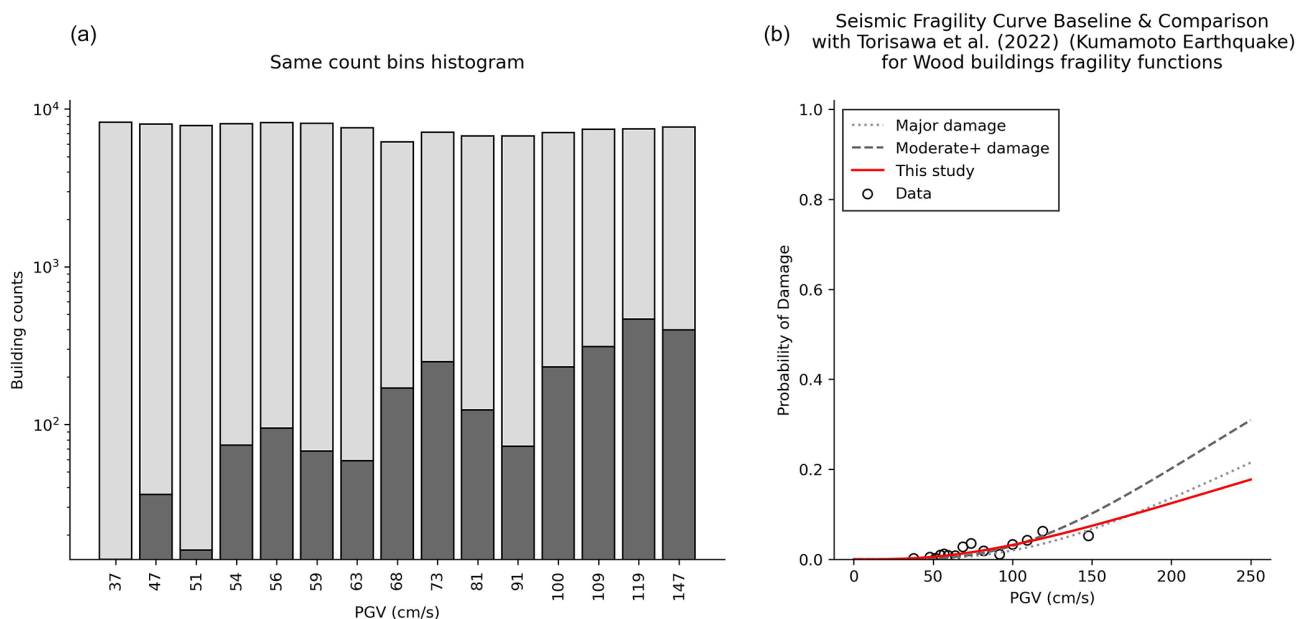 (a)
Same count bins histogram
10⁴
10³
10²
Building counts
37 47 51 54 56 59 63 68 73 81 91 100 109 119 147
PGV (cm/s)
(b)
Seismic Fragility Curve Baseline & Comparison
with Torisawa et al. (2022) (Kumamoto Earthquake)
for Wood buildings fragility functions
Major damage
Moderate+ damage
This study
Data
1.0
0.8
0.6
0.4
0.2
0.0
Probability of Damage
0 50 100 150 200 250
PGV (cm/s)